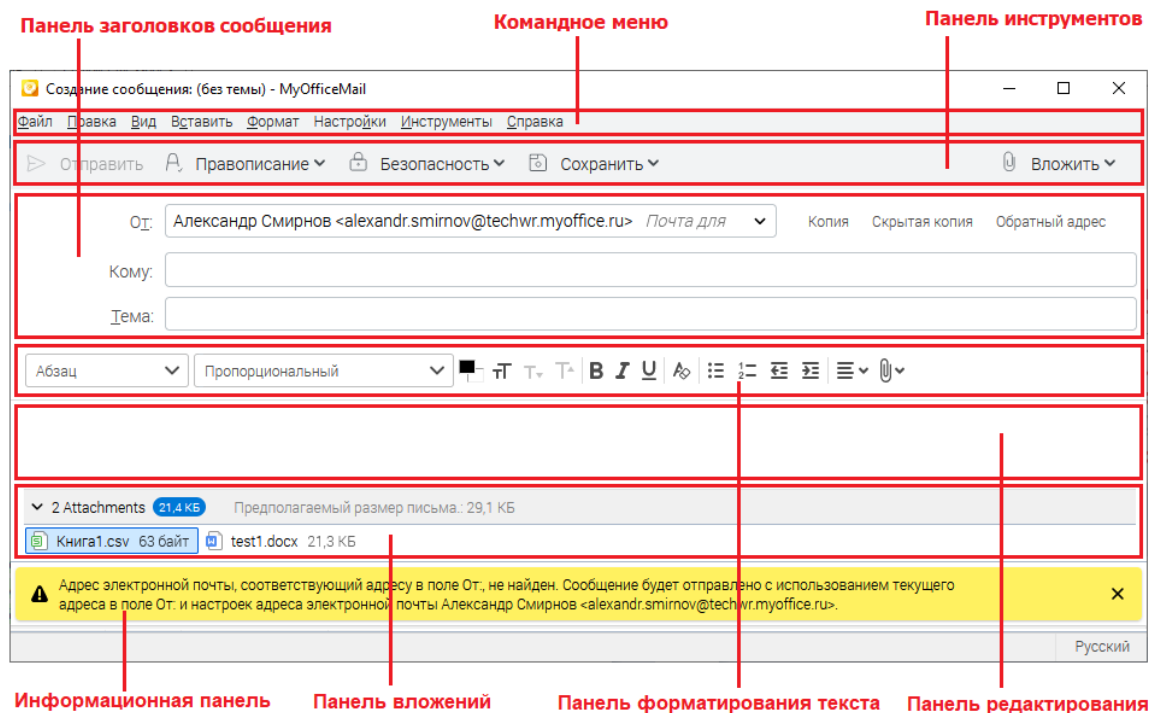 Панель заголовков сообщения
Командное меню
Панель инструментов
Создание сообщения: (без темы) - MyOfficeMail
Файл Правка Вид Вставить Формат Настройки Инструменты Справка
Отправить Правописание Безопасность Сохранить Вложить
От: Александр Смирнов <alexandr.smirnov@techwr.myoffice.ru> Почта для Копия Скрытая копия Обратный адрес
Кому:
Тема:
Абзац Пропорциональный
2 Attachments 21,4 КБ Предполагаемый размер письма.: 29,1 КБ
Книга1.csv 63 байт test1.docx 21,3 КБ
Адрес электронной почты, соответствующий адресу в поле От:, не найден. Сообщение будет отправлено с использованием текущего
адреса в поле От: и настроек адреса электронной почты Александр Смирнов <alexandr.smirnov@techwr.myoffice.ru>.
Русский
Информационная панель
Панель вложений
Панель форматирования текста
Панель редактирования